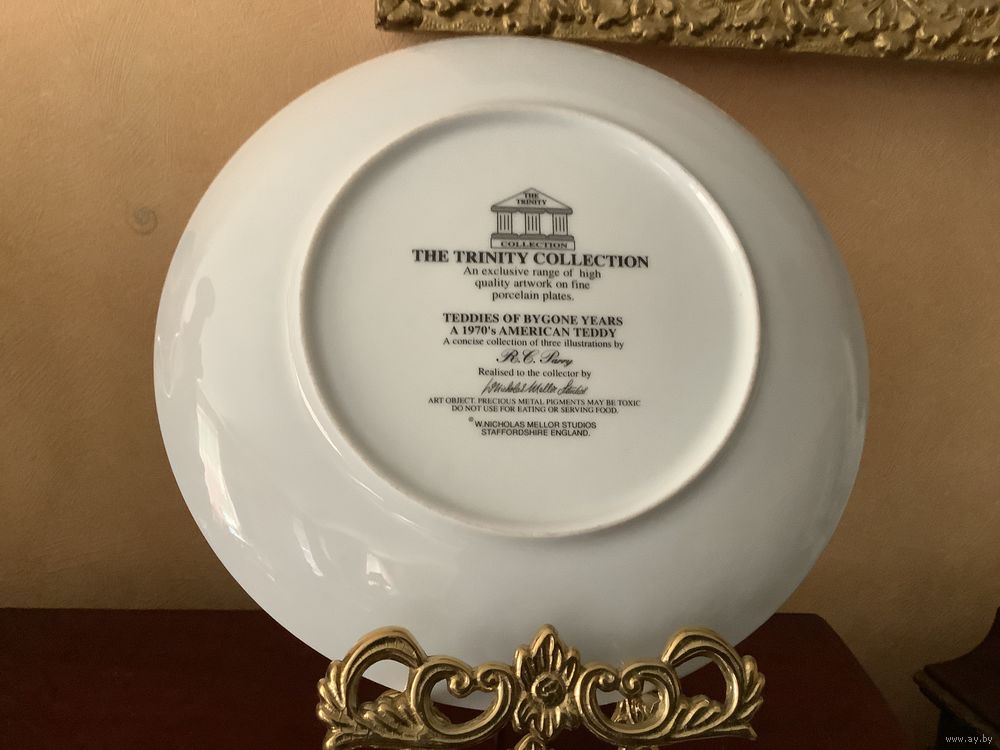 THE
TRINITY
COLLECTION
THE TRINITY COLLECTION
An exclusive range of high
quality artwork on fine
porcelain plates.
TEDDIES OF BYGONE YEARS
A 1970's AMERICAN TEDDY
A concise collection of three illustrations by
R.C. Parry
Realised to the collector by
W Nicholas Mellor Studios
ART OBJECT. PRECIOUS METAL PIGMENTS MAY BE TOXIC
DO NOT USE FOR EATING OR SERVING FOOD.
© W.NICHOLAS MELLOR STUDIOS
STAFFORDSHIRE ENGLAND.
www.ay.by